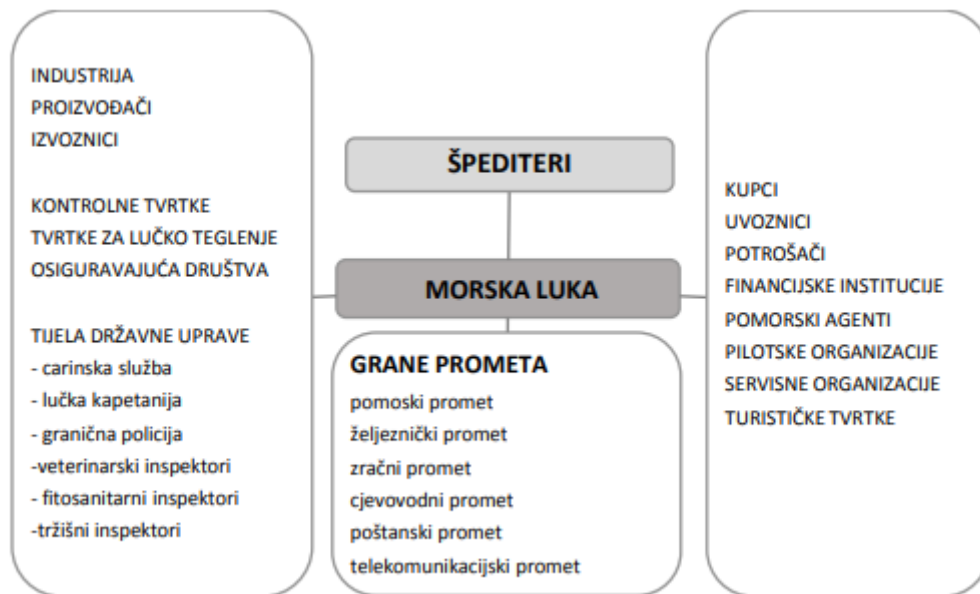 INDUSTRIJA
PROIZVOĐAČI
IZVOZNICI
KONTROLNE TVRTKE
TVRTKE ZA LUČKO TEGLENJE
OSIGURAVAJUĆA DRUŠTVA
TIJELA DRŽAVNE UPRAVE
- carinska služba
- lučka kapetanija
- granična policija
-veterinarski inspektori
- fitosanitarni inspektori
-tržišni inspektori
ŠPEDITERI
MORSKA LUKA
GRANE PROMETA
pomoski promet
željeznički promet
zračni promet
cjevovodni promet
poštanski promet
telekomunikacijski promet
KUPCI
UVOZNICI
POTROŠAČI
FINANCIJSKE INSTITUCIJE
POMORSKI AGENTI
PILOTSKE ORGANIZACIJE
SERVISNE ORGANIZACIJE
TURISTIČKE TVRTKE